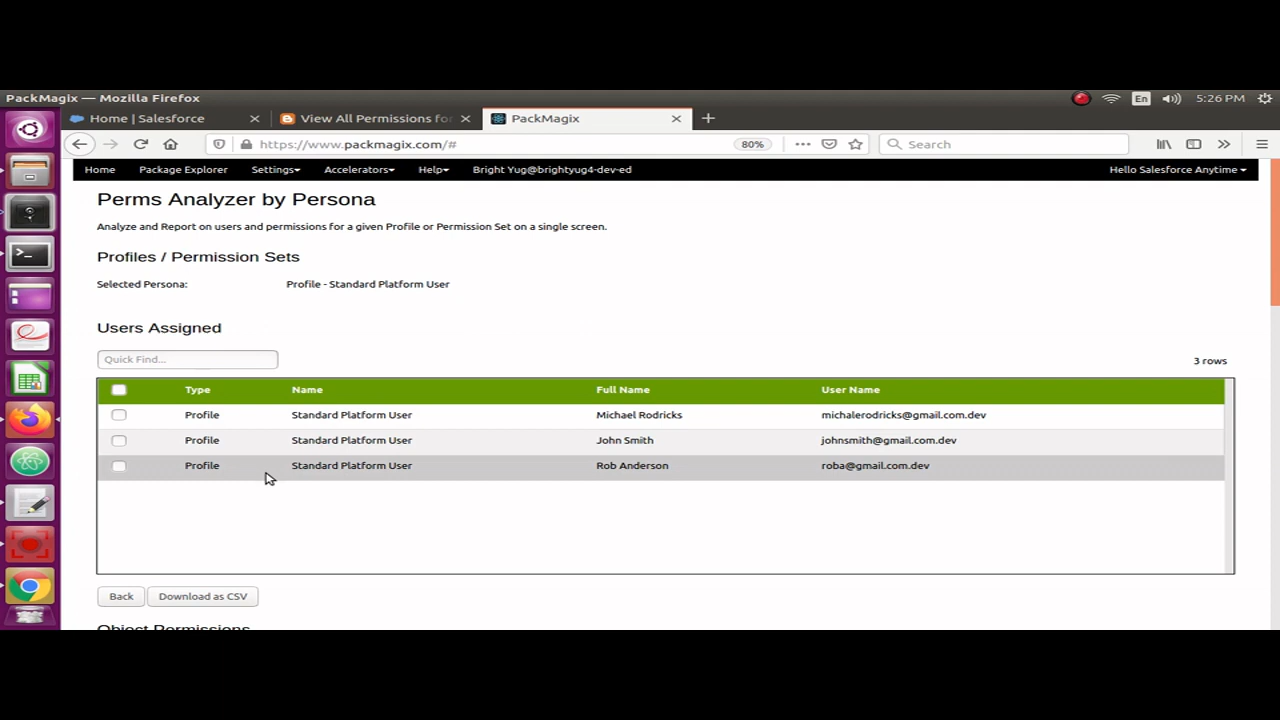 PackMagix — Mozilla Firefox
En
5:26 PM
Home | Salesforce
View All Permissions for
PackMagix
https://www.packmagix.com/#
80%
Search
Home
Package Explorer
Settings
Accelerators
Help
Bright Yug@brightyug4-dev-ed
Hello Salesforce Anytime
Perms Analyzer by Persona
Analyze and Report on users and permissions for a given Profile or Permission Set on a single screen.
Profiles / Permission Sets
Selected Persona: Profile - Standard Platform User
Users Assigned
Quick Find...
3 rows
Type Name Full Name User Name
Profile Standard Platform User Michael Rodricks michalerodricks@gmail.com.dev
Profile Standard Platform User John Smith johnsmith@gmail.com.dev
Profile Standard Platform User Rob Anderson roba@gmail.com.dev
Back
Download as CSV
Object Permissions